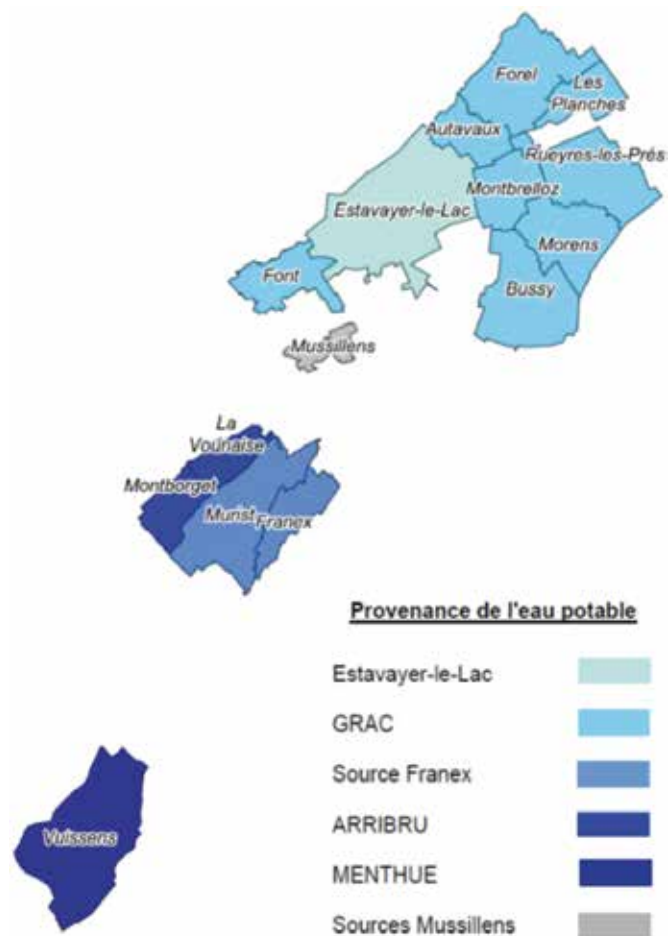 Forel
Les
Planches
Autavaux
Rueyres-les-Prés
Montbrelloz
Estavayer-le-Lac
Morens
Font
Bussy
Mussillens
La
Vounaise
Montborget
Murist
Franex
Provenance de l'eau potable
Estavayer-le-Lac
GRAC
Source Franex
ARRIBRU
MENTHUE
Vuissens
Sources Mussillens